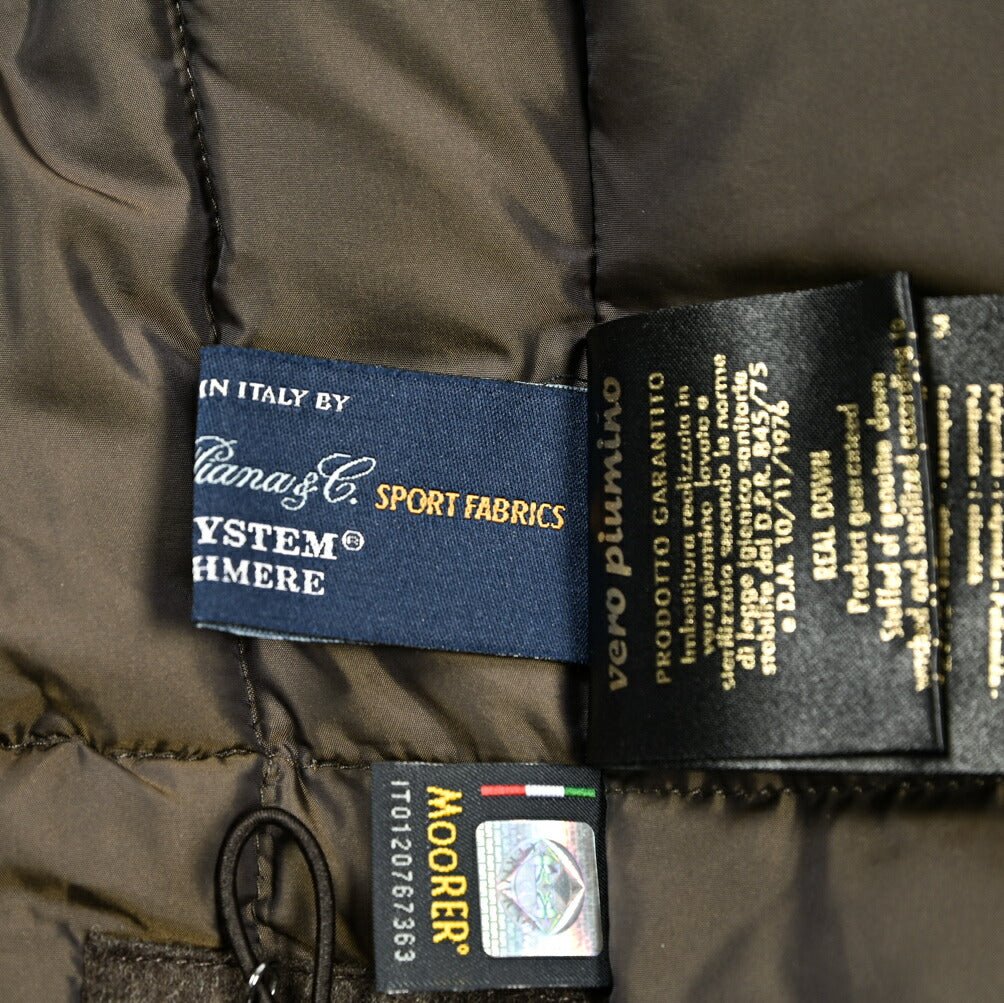 IN ITALY BY
Piana & C. SPORT FABRICS
YSTEM®
HMERE
vero piumino
PRODOTTO GARANTITO
Imbottitura realizzata in
vero piumino lavato e
sterilizzato secondo le norme
di legge igienico sanitarie
stabilite dal D.P.R. 845/75
e D.M. 10/11/1976
REAL DOWN
Product guaranteed
Stuffed of genuine down
washed and sterilized according to
MOORER®
IT0120767363